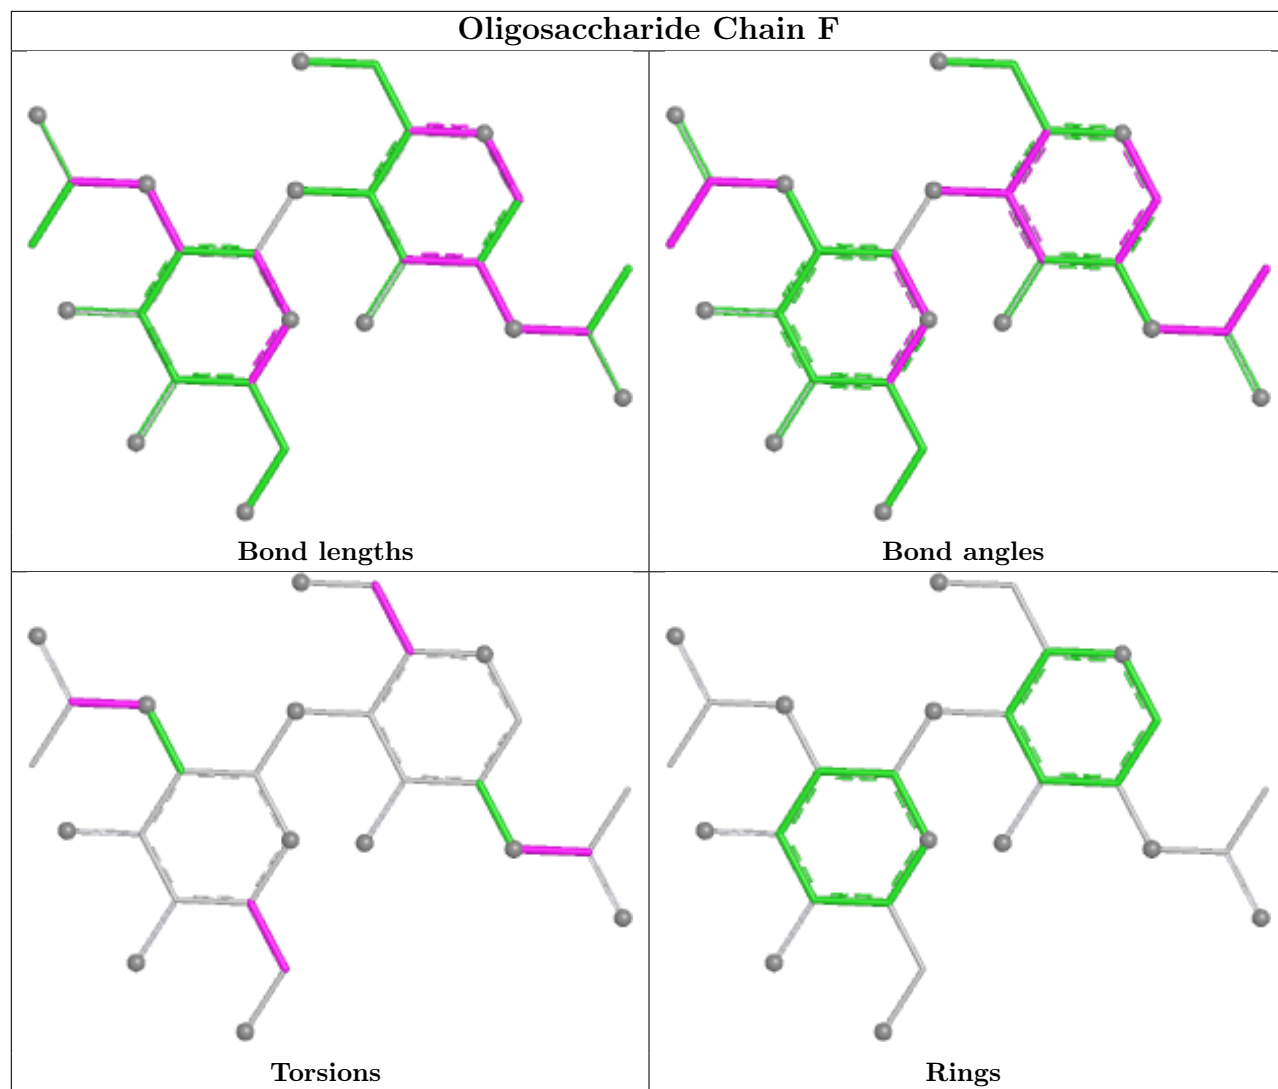 Oligosaccharide Chain F
Bond lengths
Bond angles
Torsions
Rings